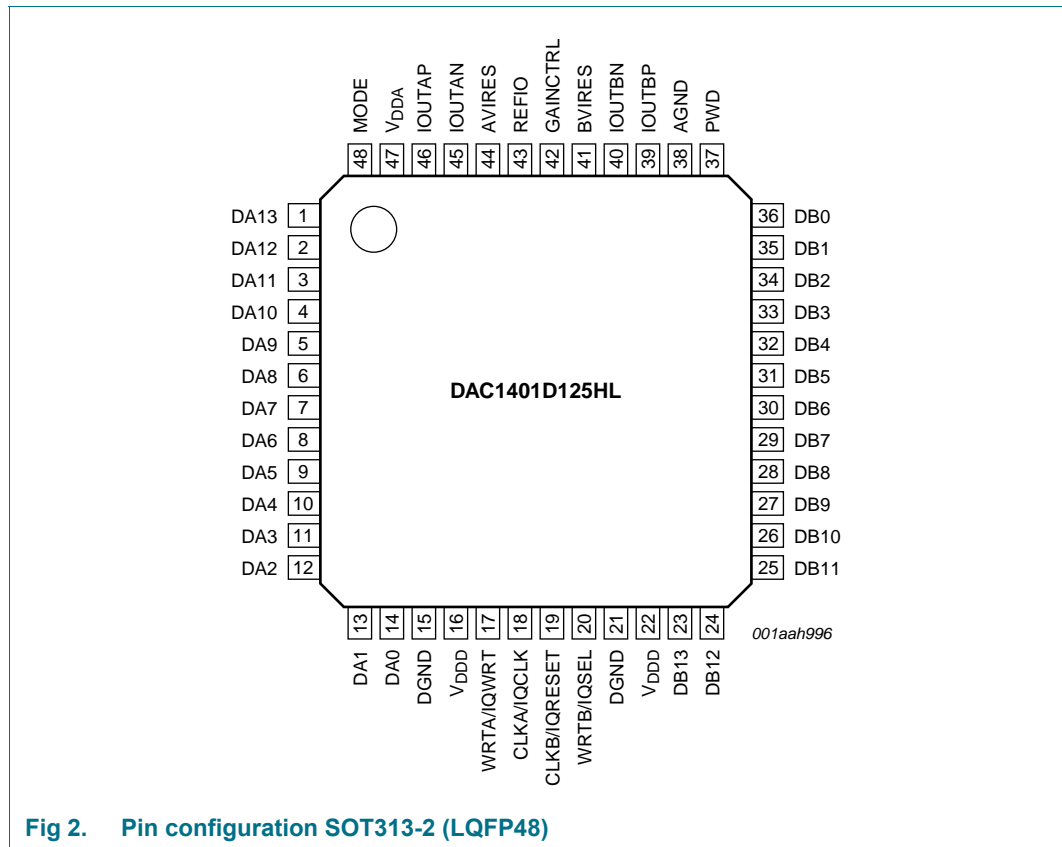 MODE
VDDA
IOUTAP
IOUTAN
AVIRES
REFIO
GAINCTRL
BVIRES
IOUTBN
IOUTBP
AGND
PWD
48
47
46
45
44
43
42
41
40
39
38
37
DA13 1
36 DB0
DA12 2
35 DB1
DA11 3
34 DB2
DA10 4
33 DB3
DA9 5
32 DB4
DA8 6
31 DB5
DAC1401D125HL
DA7 7
30 DB6
DA6 8
29 DB7
DA5 9
28 DB8
DA4 10
27 DB9
DA3 11
26 DB10
DA2 12
25 DB11
13
14
15
16
17
18
19
20
21
22
23
24
001aah996
DA1
DA0
DGND
VDDD
WRTA/IQWRT
CLKA/IQCLK
CLKB/IQRESET
WRTB/IQSEL
DGND
VDDD
DB13
DB12
Fig 2. Pin configuration SOT313-2 (LQFP48)